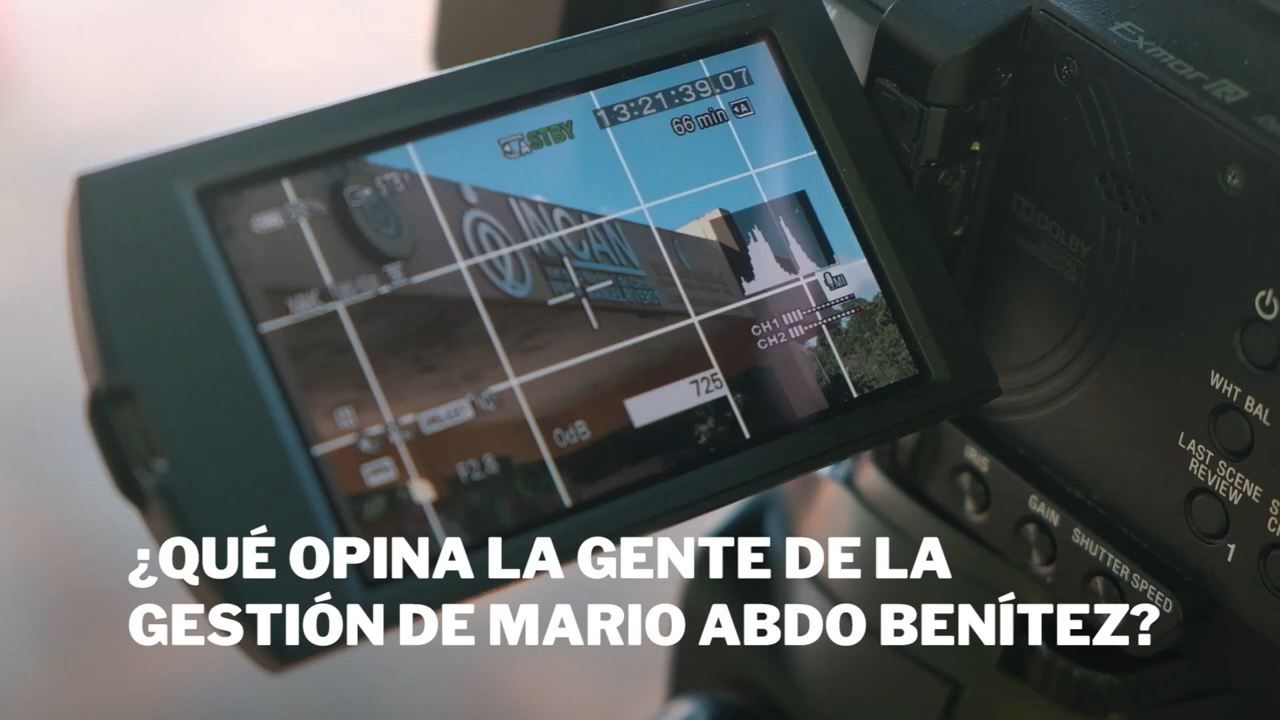 Exmor R
13:21:39.07
STBY
66 min
INCAN
DOLBY
CH1
CH2
725
0dB
F2.8
WHT BAL
LAST SCENE
REVIEW
1
IRIS
GAIN
SHUTTER SPEED
¿QUÉ OPINA LA GENTE DE LA
GESTIÓN DE MARIO ABDO BENÍTEZ?